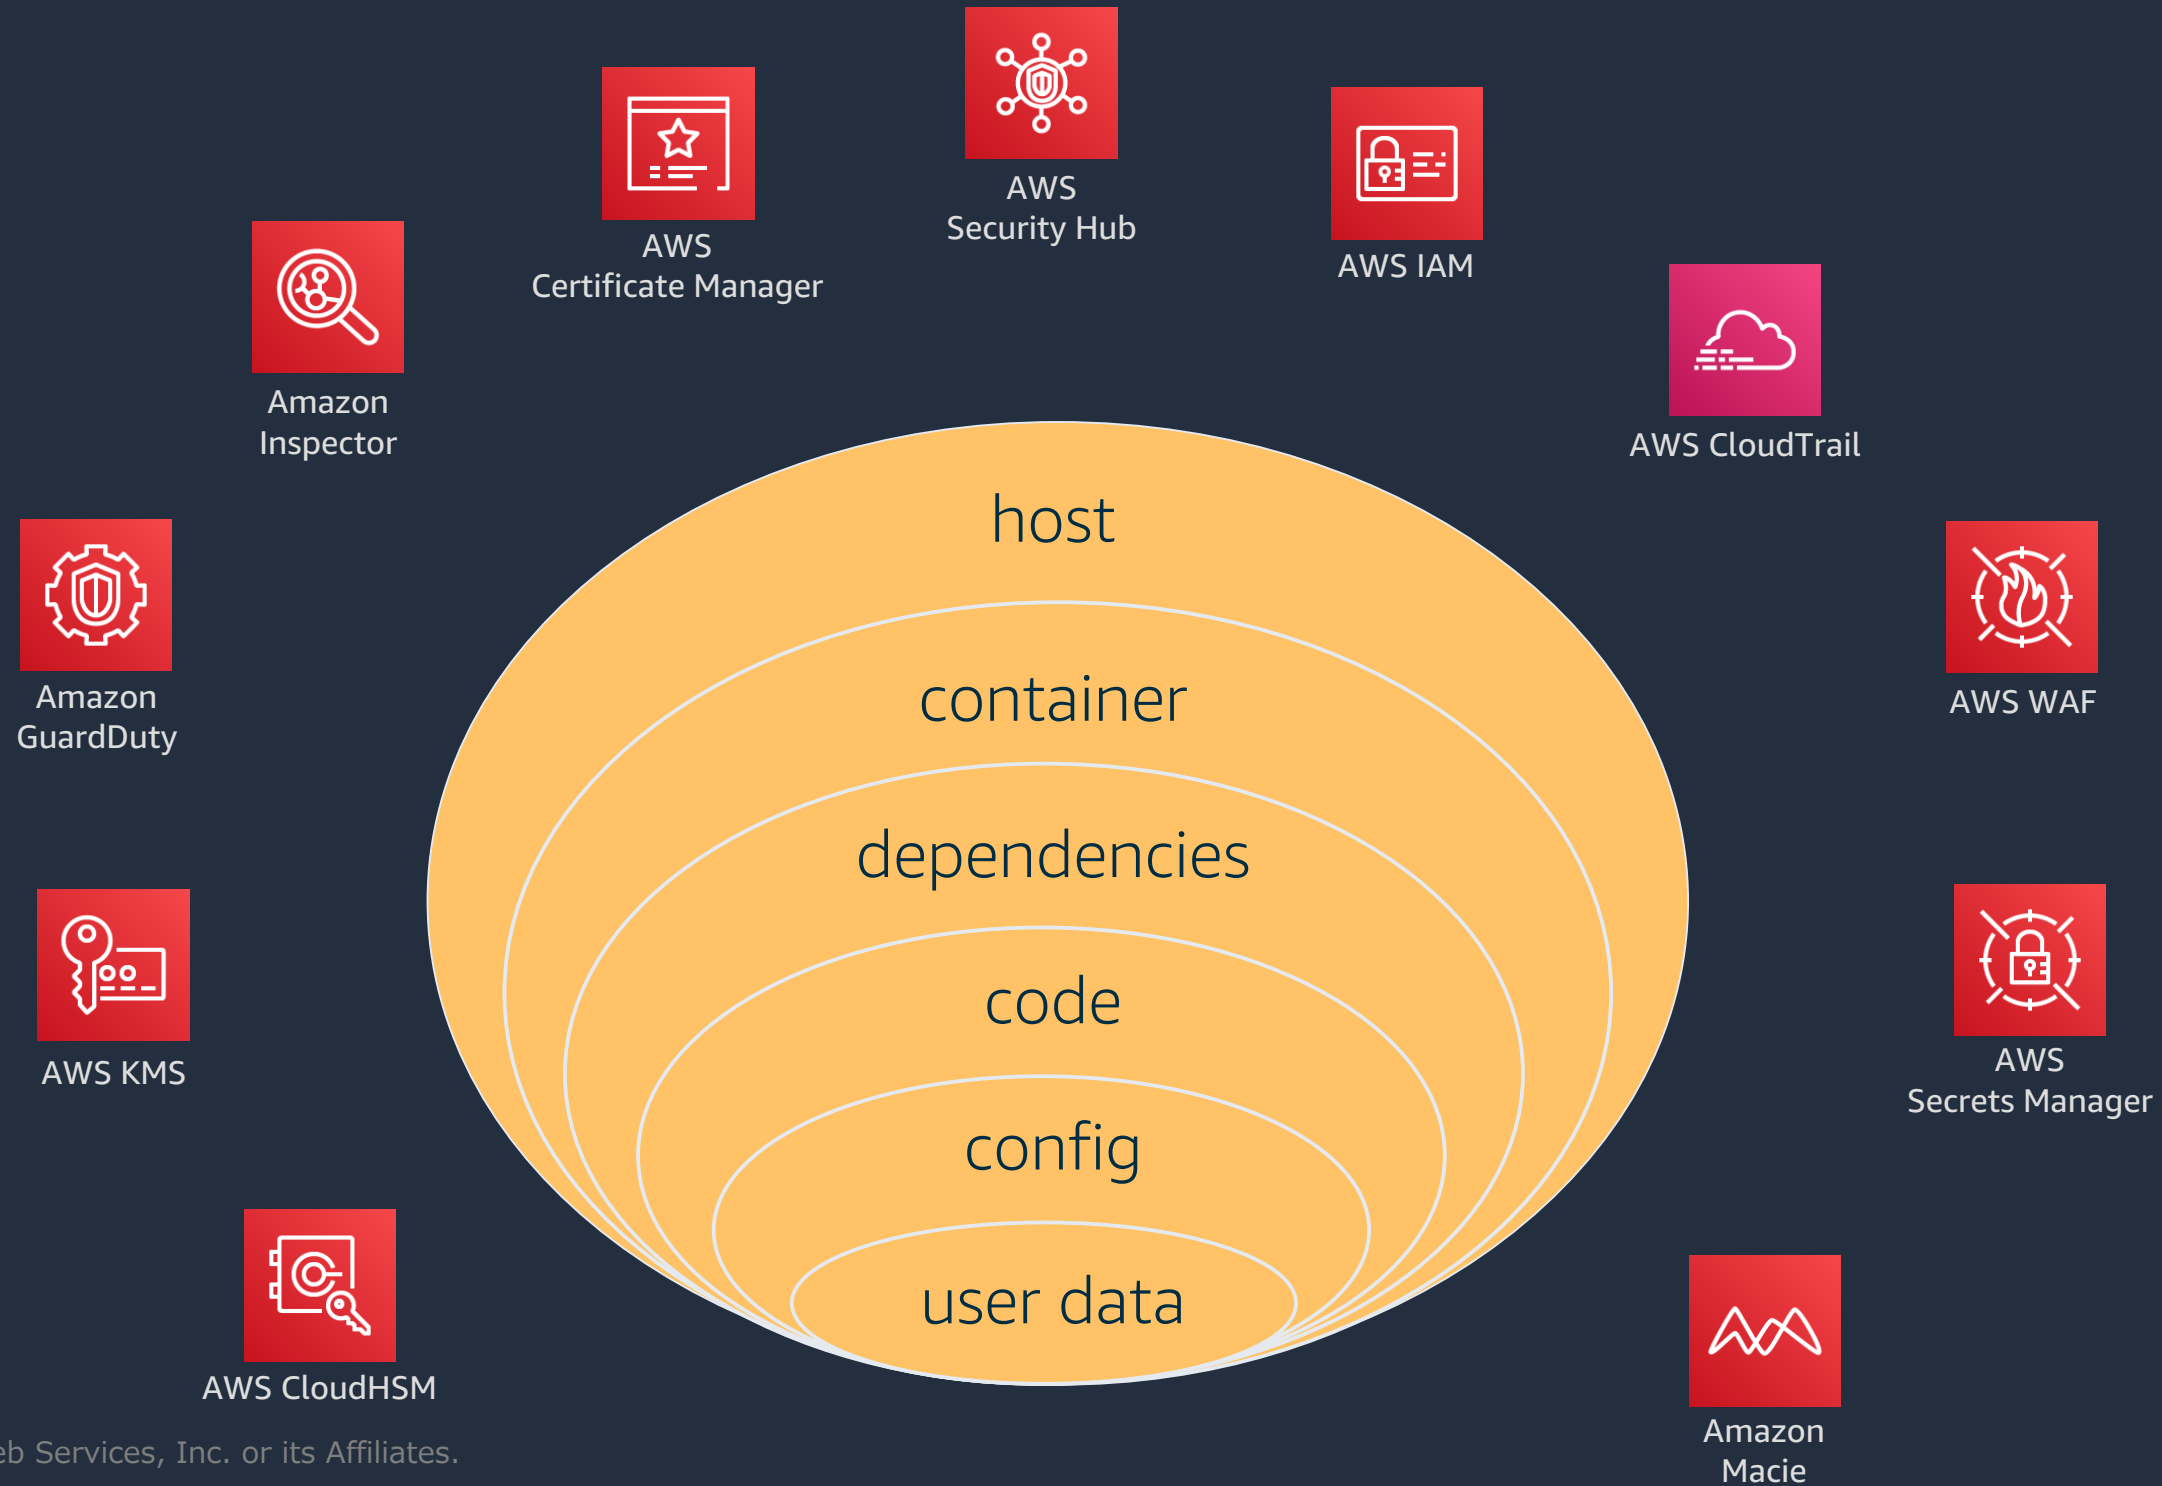 AWS
Security Hub
AWS
Certificate Manager
AWS IAM
Amazon
Inspector
AWS CloudTrail
Amazon
GuardDuty
AWS WAF
AWS KMS
AWS
Secrets Manager
AWS CloudHSM
Amazon
Macie
host
container
dependencies
code
config
user data
Services, Inc. or its Affiliates.